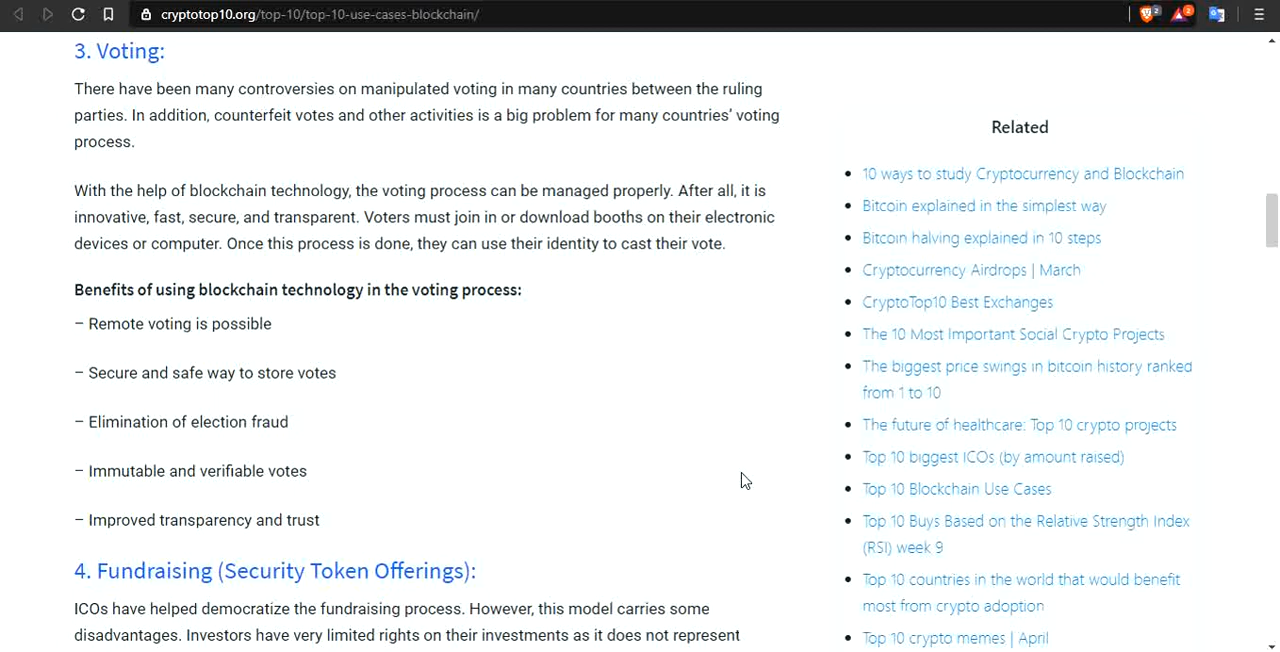 cryptotop10.org/top-10/top-10-use-cases-blockchain/
2
2
3. Voting:
There have been many controversies on manipulated voting in many countries between the ruling
parties. In addition, counterfeit votes and other activities is a big problem for many countries' voting
process.
With the help of blockchain technology, the voting process can be managed properly. After all, it is
innovative, fast, secure, and transparent. Voters must join in or download booths on their electronic
devices or computer. Once this process is done, they can use their identity to cast their vote.
Benefits of using blockchain technology in the voting process:
– Remote voting is possible
– Secure and safe way to store votes
– Elimination of election fraud
– Immutable and verifiable votes
– Improved transparency and trust
4. Fundraising (Security Token Offerings):
ICOs have helped democratize the fundraising process. However, this model carries some
disadvantages. Investors have very limited rights on their investments as it does not represent
Related
10 ways to study Cryptocurrency and Blockchain
Bitcoin explained in the simplest way
Bitcoin halving explained in 10 steps
Cryptocurrency Airdrops | March
CryptoTop10 Best Exchanges
The 10 Most Important Social Crypto Projects
The biggest price swings in bitcoin history ranked
from 1 to 10
The future of healthcare: Top 10 crypto projects
Top 10 biggest ICOs (by amount raised)
Top 10 Blockchain Use Cases
Top 10 Buys Based on the Relative Strength Index
(RSI) week 9
Top 10 countries in the world that would benefit
most from crypto adoption
Top 10 crypto memes | April